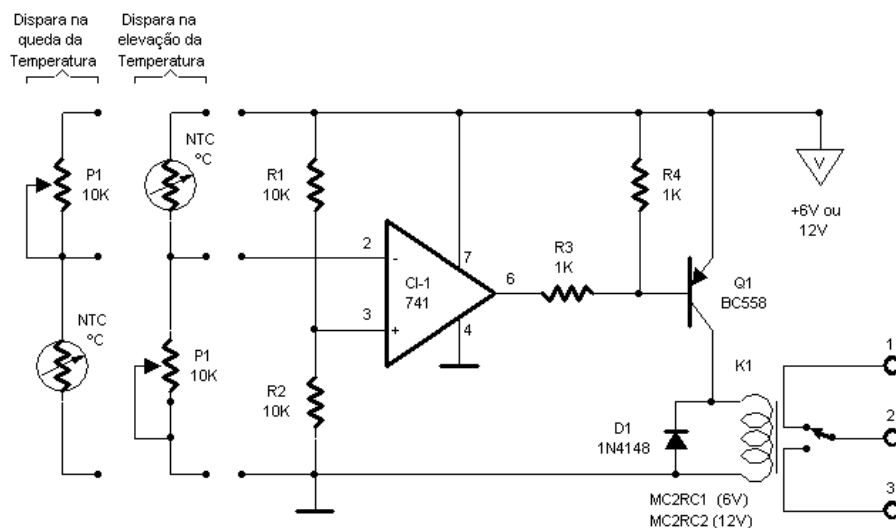 Dispara na
queda da
Temperatura
Dispara na
elevação da
Temperatura
P1
10K
NTC
ºC
R1
10K
R4
1K
V
+6V ou
12V
2
-
7
CI-1
741
6
R3
1K
Q1
BC558
3
+
4
NTC
ºC
P1
10K
R2
10K
K1
1
D1
1N4148
2
MC2RC1 (6V)
MC2RC2 (12V)
3